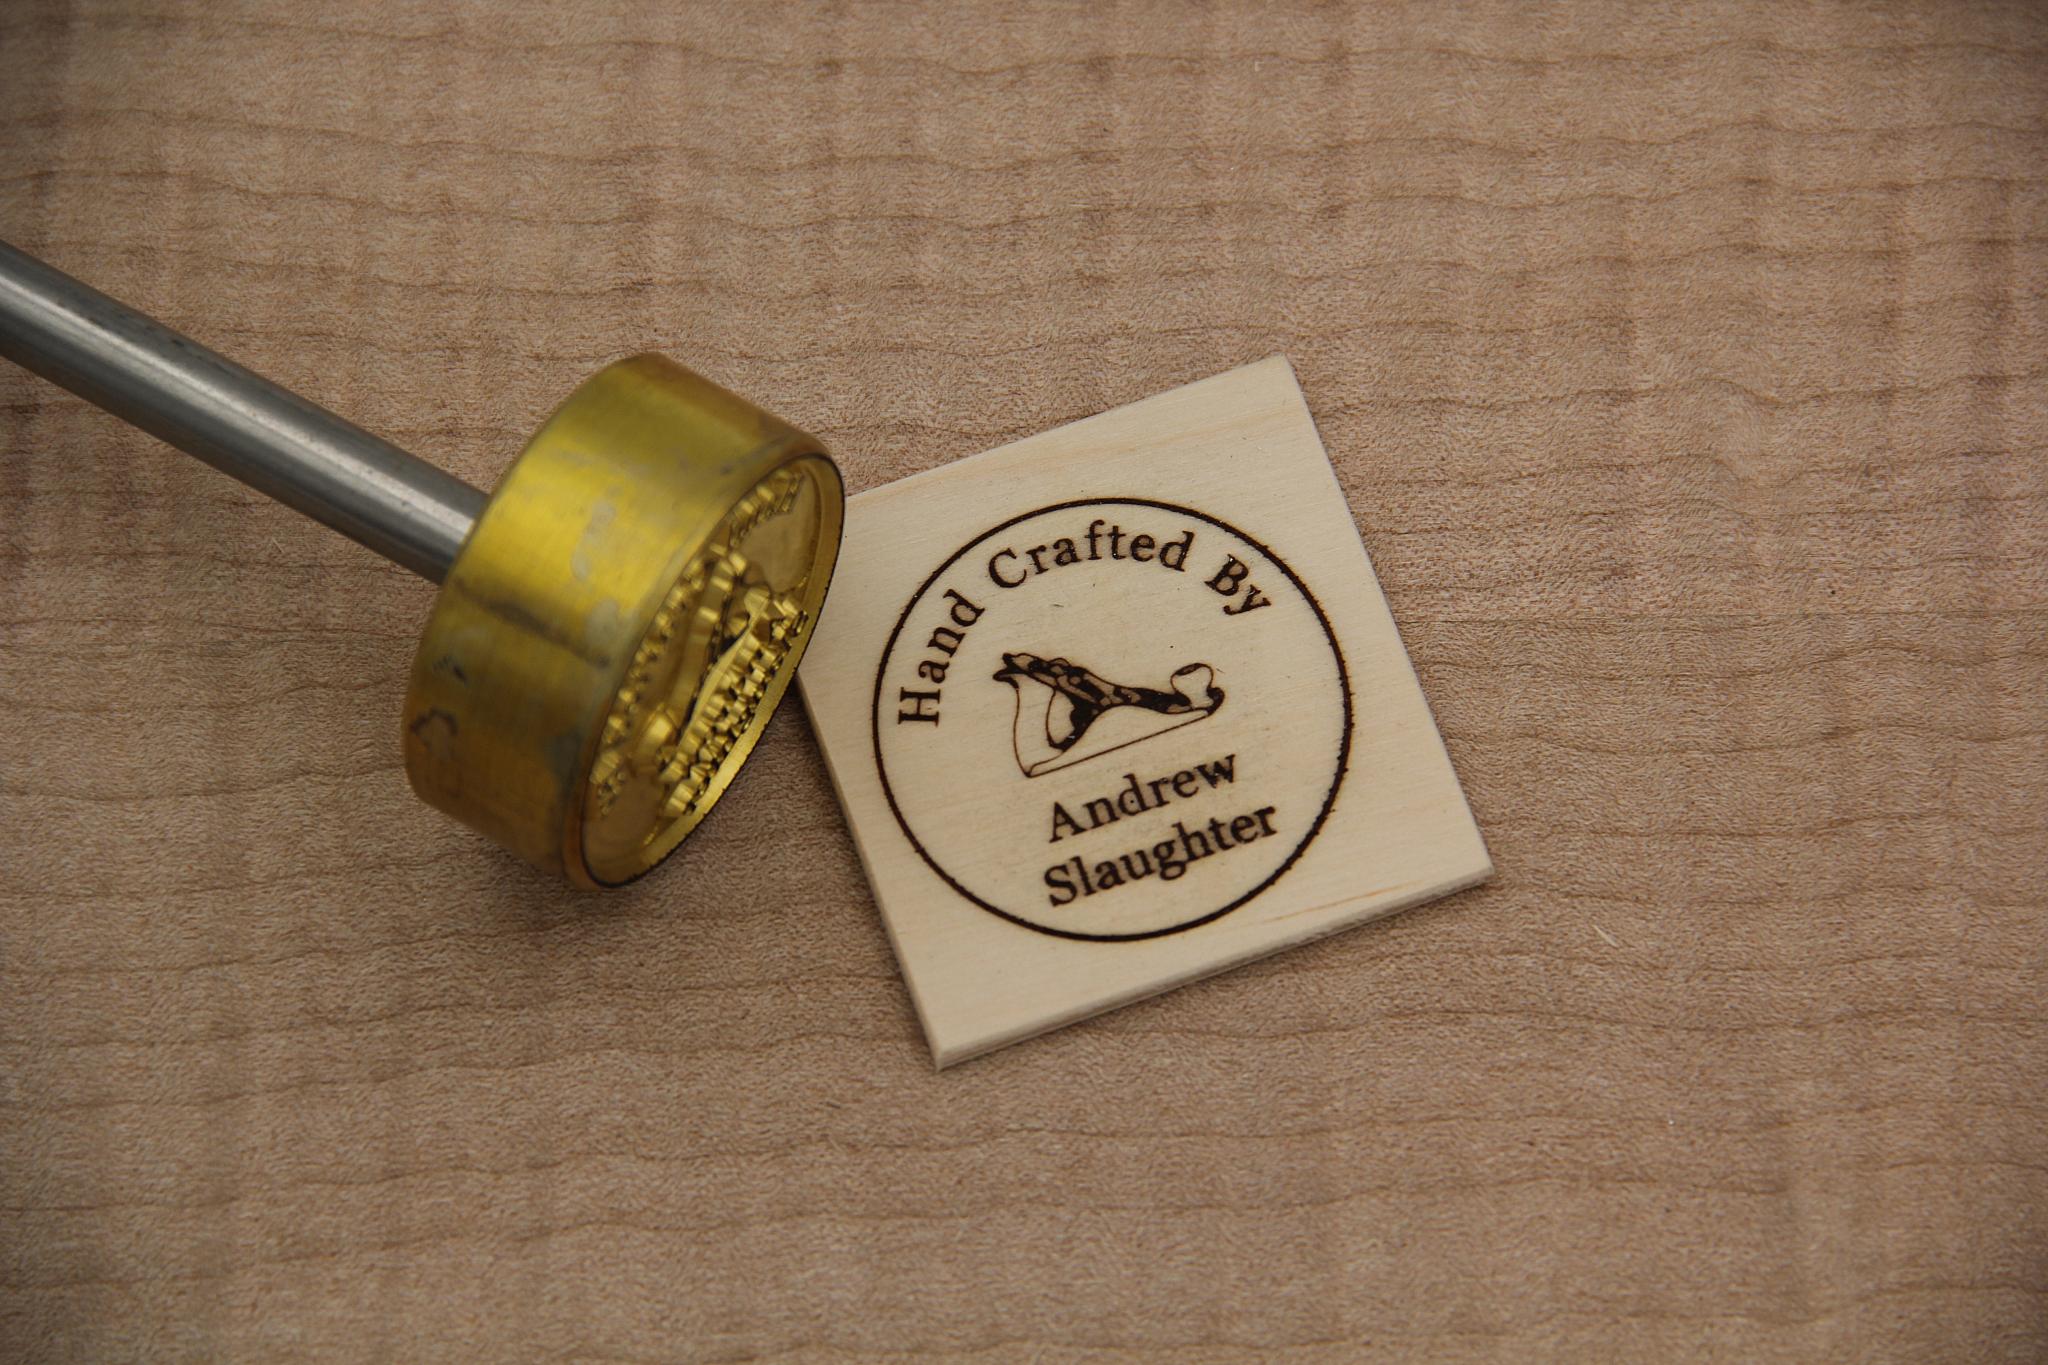 Hand Crafted By
Andrew
Slaughter